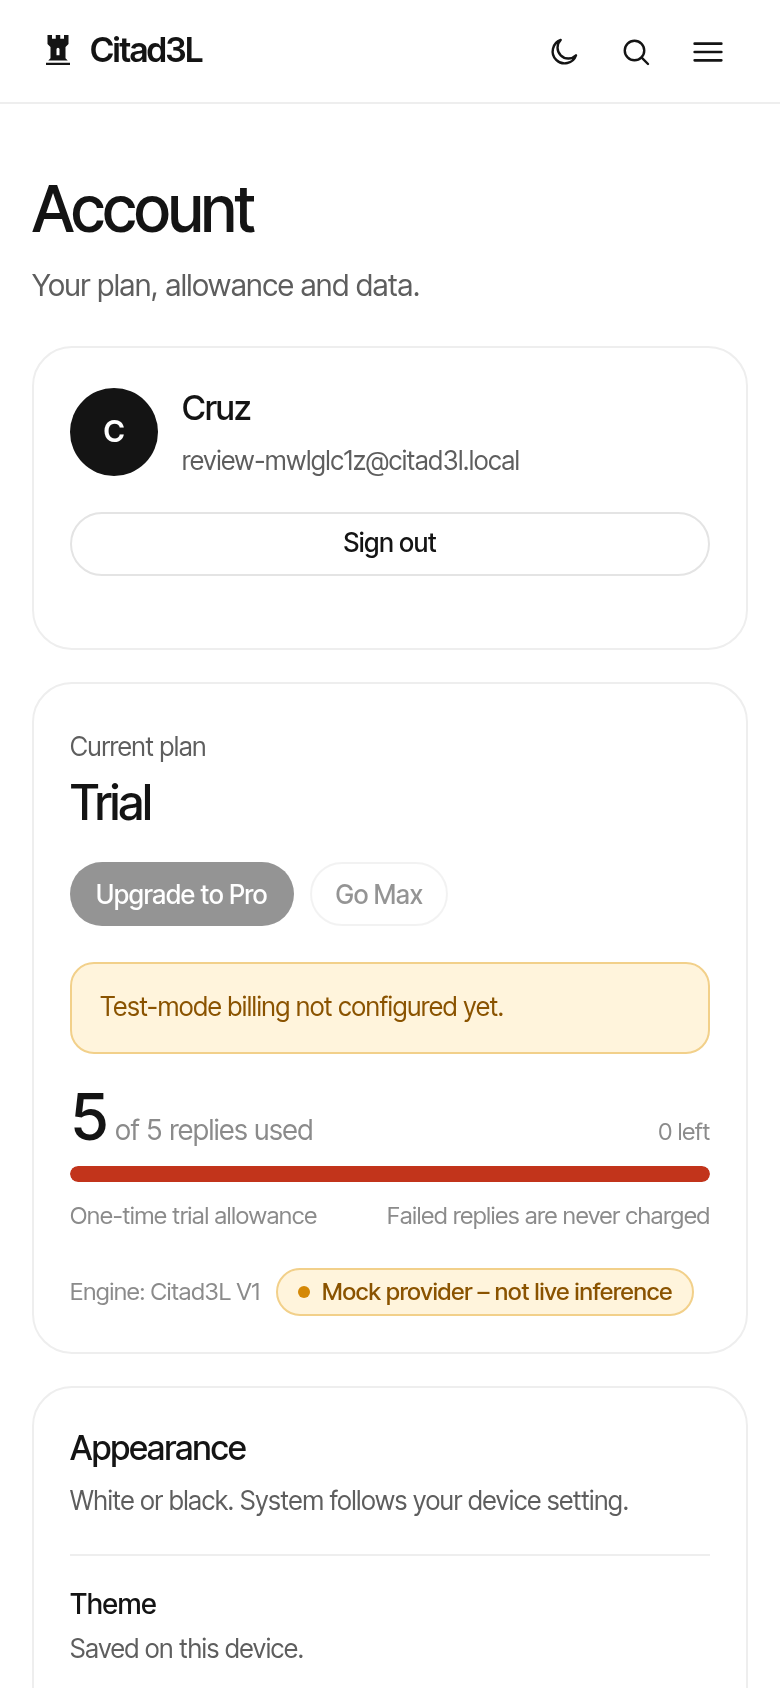 Citad3L
Account
Your plan, allowance and data.
C
Cruz
review-mwlglc1z@citad3l.local
Sign out
Current plan
Trial
Upgrade to Pro
Go Max
Test-mode billing not configured yet.
5 of 5 replies used
0 left
One-time trial allowance
Failed replies are never charged
Engine: Citad3L V1
Mock provider – not live inference
Appearance
White or black. System follows your device setting.
Theme
Saved on this device.